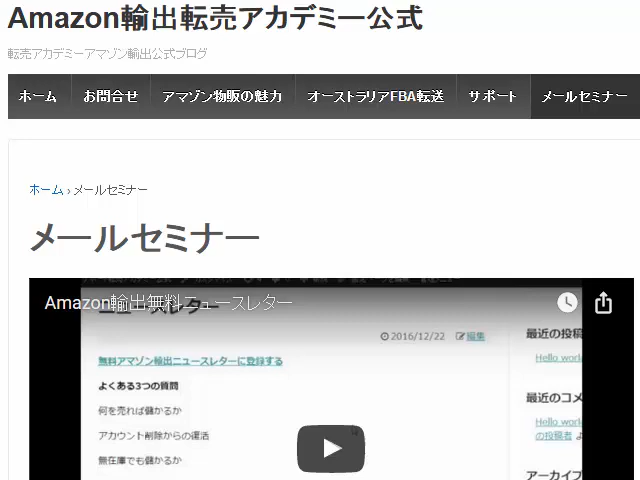 Amazon輸出転売アカデミー公式
転売アカデミーアマゾン輸出公式ブログ
ホーム お問合せ アマゾン物販の魅力 オーストラリアFBA転送 サポート メールセミナー
ホーム › メールセミナー
メールセミナー
Amazon輸出無料ニュースレター
ニュースレター
2016/12/22 編集
無料アマゾン輸出ニュースレターに登録する
よくある3つの質問
何を売れば儲かるか
アカウント削除からの復活
無在庫でも儲かるか
最近の投稿
Hello worl
最近のコメ
Hello worl
の投稿者
アーカイブ